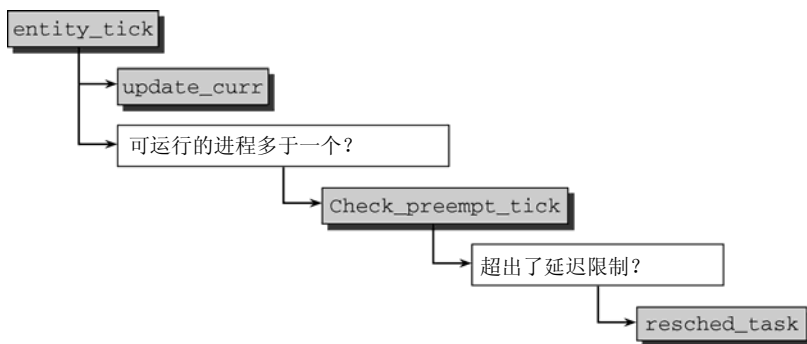 entity_tick
update_curr
可运行的进程多于一个?
Check_preempt_tick
超出了延迟限制?
resched_task